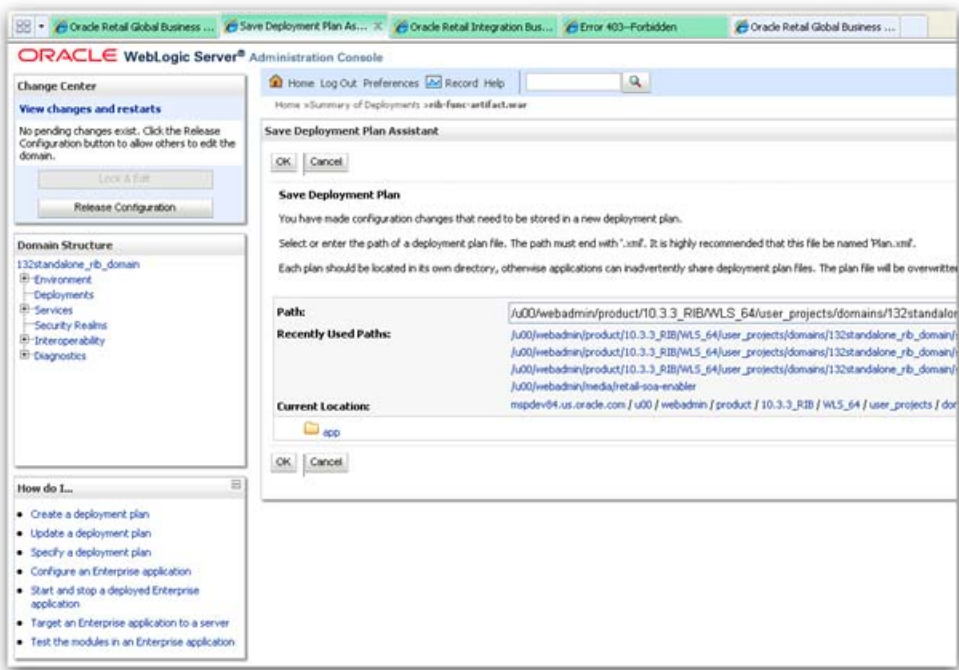 Oracle Retail Global Business ...
Save Deployment Plan As...
Oracle Retail Integration Bus...
Error 403--Forbidden
Oracle Retail Global Business ...
ORACLE WebLogic Server® Administration Console
Change Center
View changes and restarts
No pending changes exist. Click the Release
Configuration button to allow others to edit the
domain.
Lock & Edit
Release Configuration
Domain Structure
132standalone_rib_domain
Environment
Deployments
Services
Security Realms
Interoperability
Diagnostics
How do I...
Create a deployment plan
Update a deployment plan
Specify a deployment plan
Configure an Enterprise application
Start and stop a deployed Enterprise
application
Target an Enterprise application to a server
Test the modules in an Enterprise application
Home Log Out Preferences Record Help
Home >Summary of Deployments >rib-func-artifact.war
Save Deployment Plan Assistant
OK Cancel
Save Deployment Plan
You have made configuration changes that need to be stored in a new deployment plan.
Select or enter the path of a deployment plan file. The path must end with '.xml'. It is highly recommended that this file be named 'Plan.xml'.
Each plan should be located in its own directory, otherwise applications can inadvertently share deployment plan files. The plan file will be overwritten
Path: /u00/webadmin/product/10.3.3_RIB/WLS_64/user_projects/domains/132standalor
Recently Used Paths: /u00/webadmin/product/10.3.3_RIB/WLS_64/user_projects/domains/132standalone_rib_domain/
/u00/webadmin/product/10.3.3_RIB/WLS_64/user_projects/domains/132standalone_rib_domain/
/u00/webadmin/product/10.3.3_RIB/WLS_64/user_projects/domains/132standalone_rib_domain/
/u00/webadmin/media/retail-soa-enabler
Current Location: mspdev84.us.oracle.com / u00 / webadmin / product / 10.3.3_RIB / WLS_64 / user_projects /
app
OK Cancel